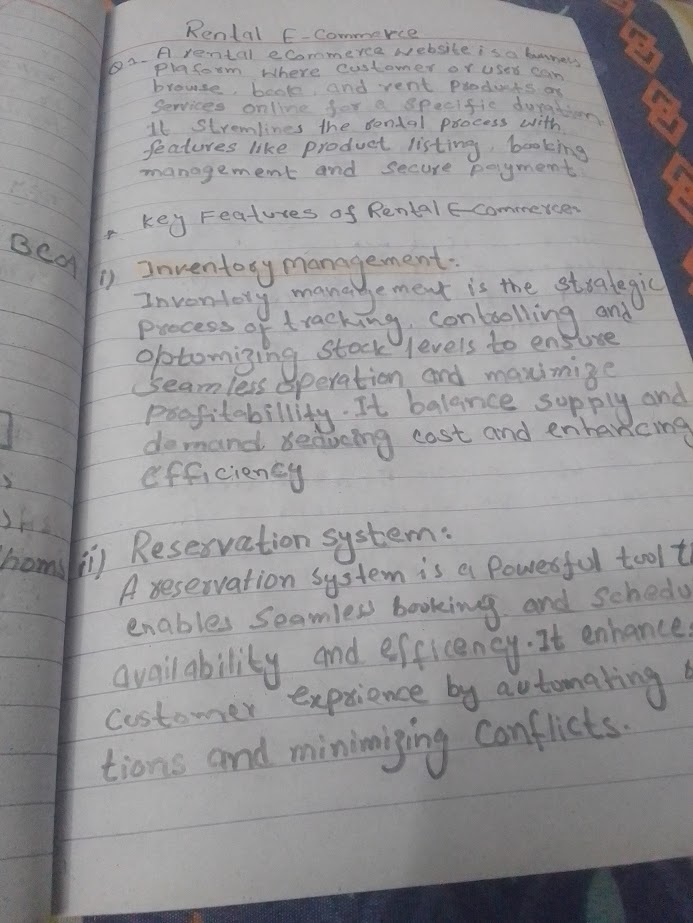 Rental E-Commerce
Q2- A rental eCommerce website is a business
Plaform Where Customer or user can
browse, book, and rent Products or
Services online for a specific duration.
It stremlines the rental process with
features like Product listing, booking
management and secure payment.
* Key Features of Rental E-Commerce
i) Inventory management:
Inventory management is the strategic
process of tracking, controlling and
optomizing stock levels to ensure
seamless operation and maximize
profitabillity. It balance supply and
demand reducing cost and enhancing
efficiency
ii) Reservation system:
A reservation system is a powerful tool t
enables seamless booking and schedu
availability and efficency. It enhance
customer exprience by automating
tions and minimizing conflicts.